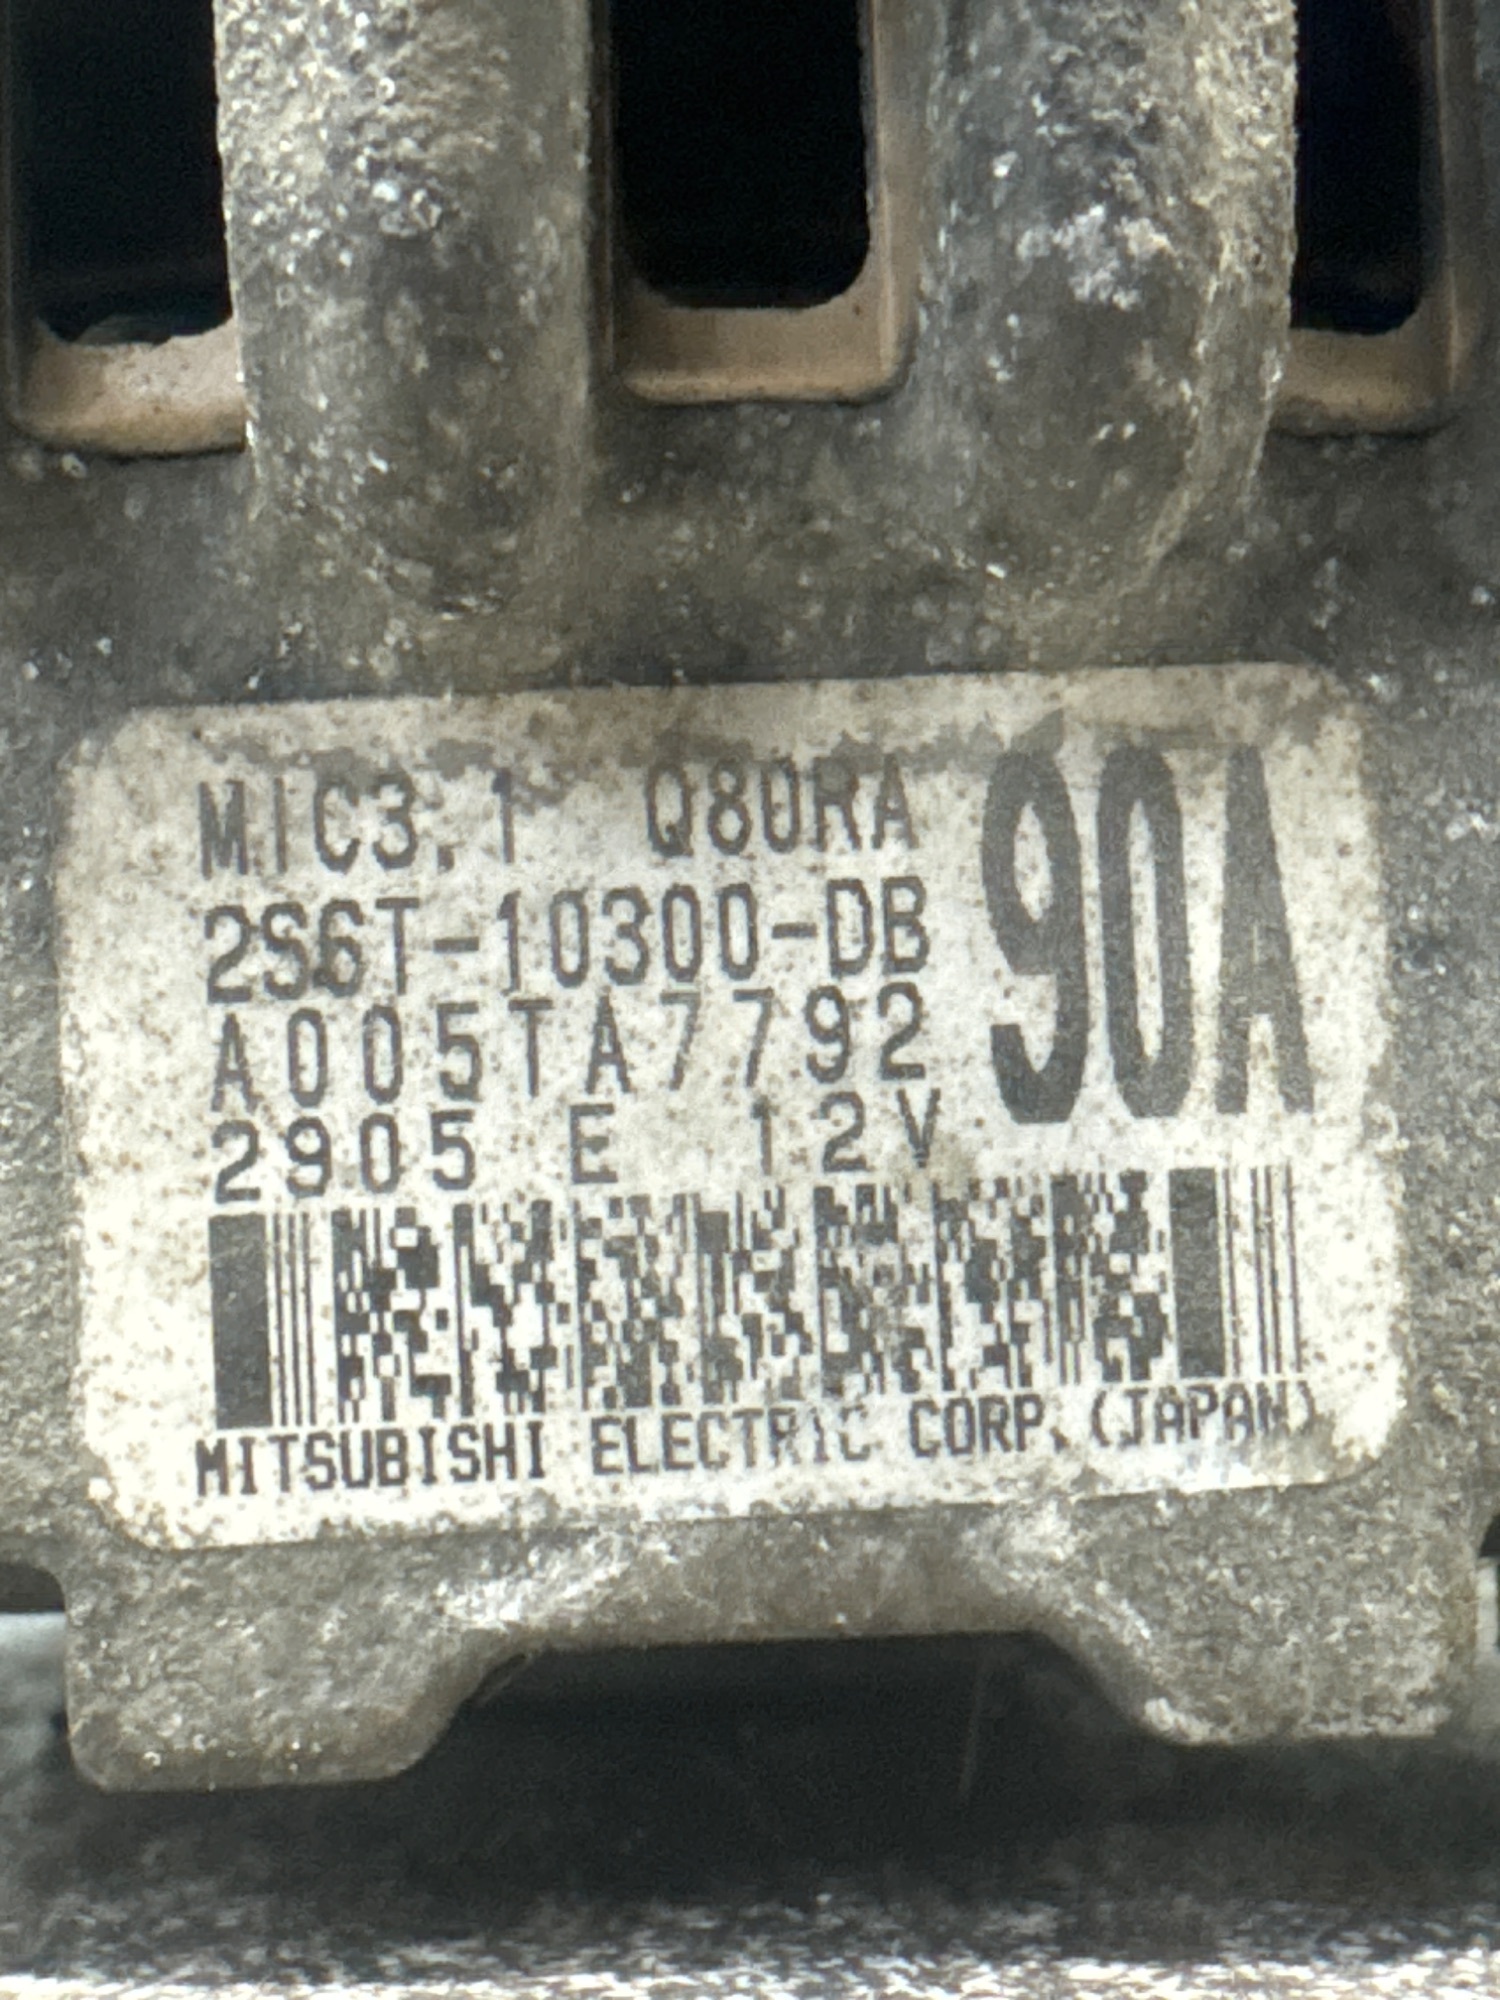 MIC3.1 Q80RA 90A
2S6T-10300-DB
A005TA7792
2905 E 12V
MITSUBISHI ELECTRIC CORP.(JAPAN)